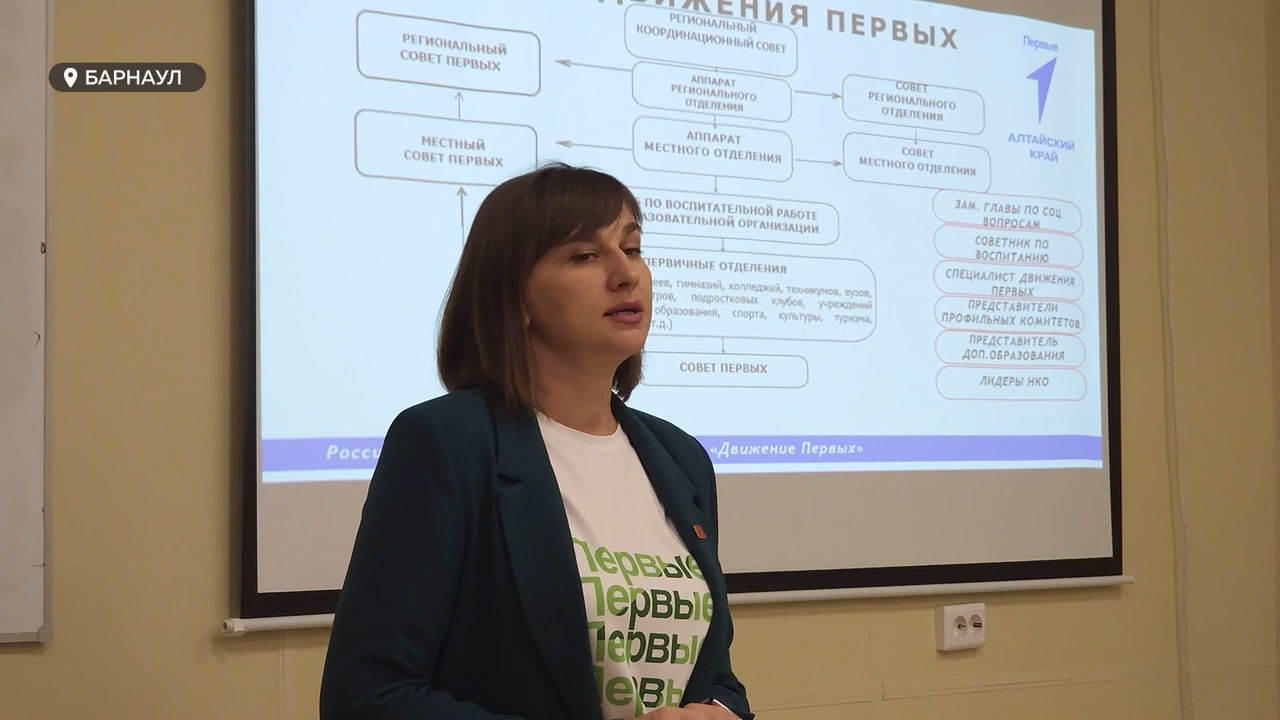 БАРНАУЛ
ДВИЖЕНИЯ ПЕРВЫХ
РЕГИОНАЛЬНЫЙ
СОВЕТ ПЕРВЫХ
РЕГИОНАЛЬНЫЙ
КООРДИНАЦИОННЫЙ СОВЕТ
АППАРАТ
РЕГИОНАЛЬНОГО
ОТДЕЛЕНИЯ
СОВЕТ
РЕГИОНАЛЬНОГО
ОТДЕЛЕНИЯ
Первые
АЛТАЙСКИЙ
КРАЙ
МЕСТНЫЙ
СОВЕТ ПЕРВЫХ
АППАРАТ
МЕСТНОГО ОТДЕЛЕНИЯ
СОВЕТ
МЕСТНОГО ОТДЕЛЕНИЯ
ПО ВОСПИТАТЕЛЬНОЙ РАБОТЕ
ОРГАНИЗАЦИИ
ПЕРВИЧНЫЕ ОТДЕЛЕНИЯ
гимназий, колледжей, техникумов, вузов,
подростковых клубов, учреждений
образования, спорта, культуры, туризма,
т.д.)
СОВЕТ ПЕРВЫХ
ЗАМ. ГЛАВЫ ПО СОЦ.
ВОПРОСАМ
СОВЕТНИК ПО
ВОСПИТАНИЮ
СПЕЦИАЛИСТ ДВИЖЕНИЯ
ПЕРВЫХ
ПРЕДСТАВИТЕЛИ
ПРОФИЛЬНЫХ КОМИТЕТОВ
ПРЕДСТАВИТЕЛЬ
ДОП.ОБРАЗОВАНИЯ
ЛИДЕРЫ НКО
«Движение Первых»
Первые
Первые
Первые
Первы